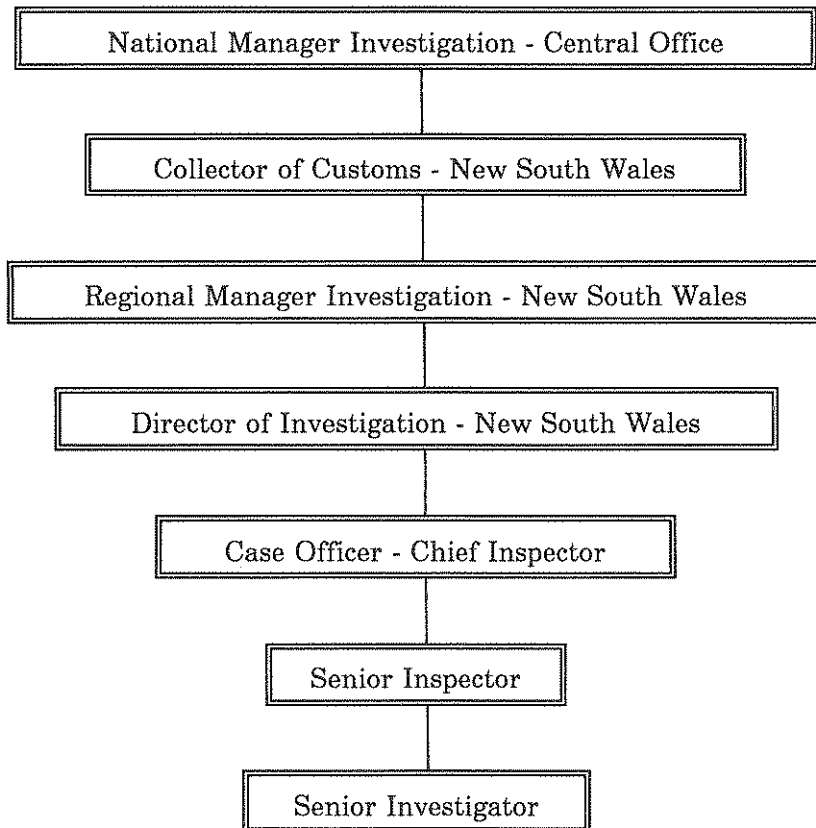 National Manager Investigation - Central Office
Collector of Customs - New South Wales
Regional Manager Investigation - New South Wales
Director of Investigation - New South Wales
Case Officer - Chief Inspector
Senior Inspector
Senior Investigator